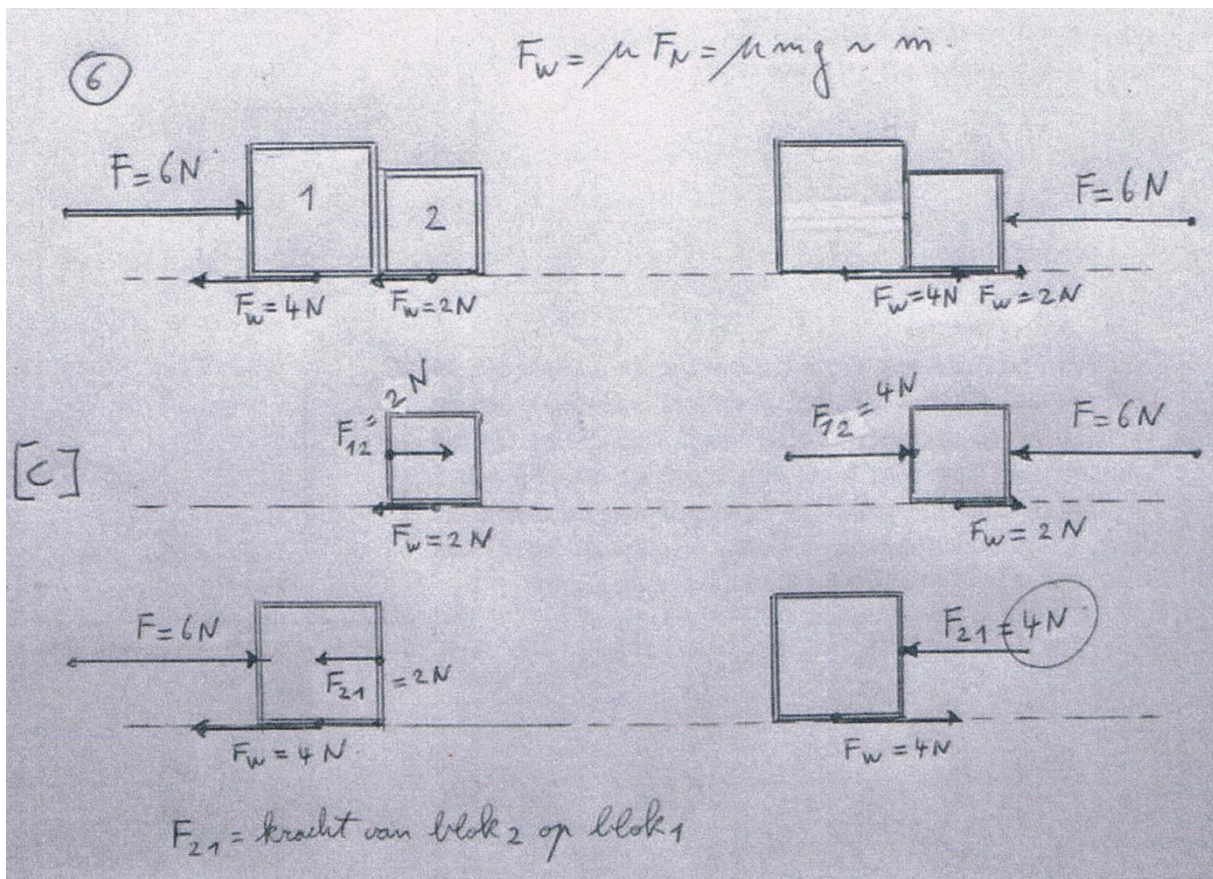 6
F_w = μ F_N = μ m g ~ m.
F = 6N
1
2
F = 6N
F_w = 4N
F_w = 2N
F_w = 4N
F_w = 2N
F_12 = 2N
F_12 = 4N
F = 6N
[C]
F_w = 2N
F_w = 2N
F = 6N
F_21 = 2N
F_21 = 4N
F_w = 4N.
F_w = 4N
F_21 = kracht van blok 2 op blok 1